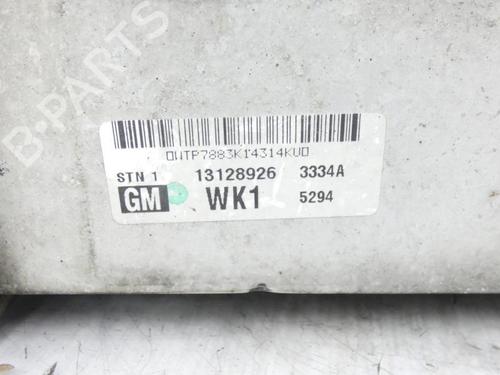 B-PARTS
0WTP7883K14314KU0
STN 1 13128926 3334A
GM WK1 5294